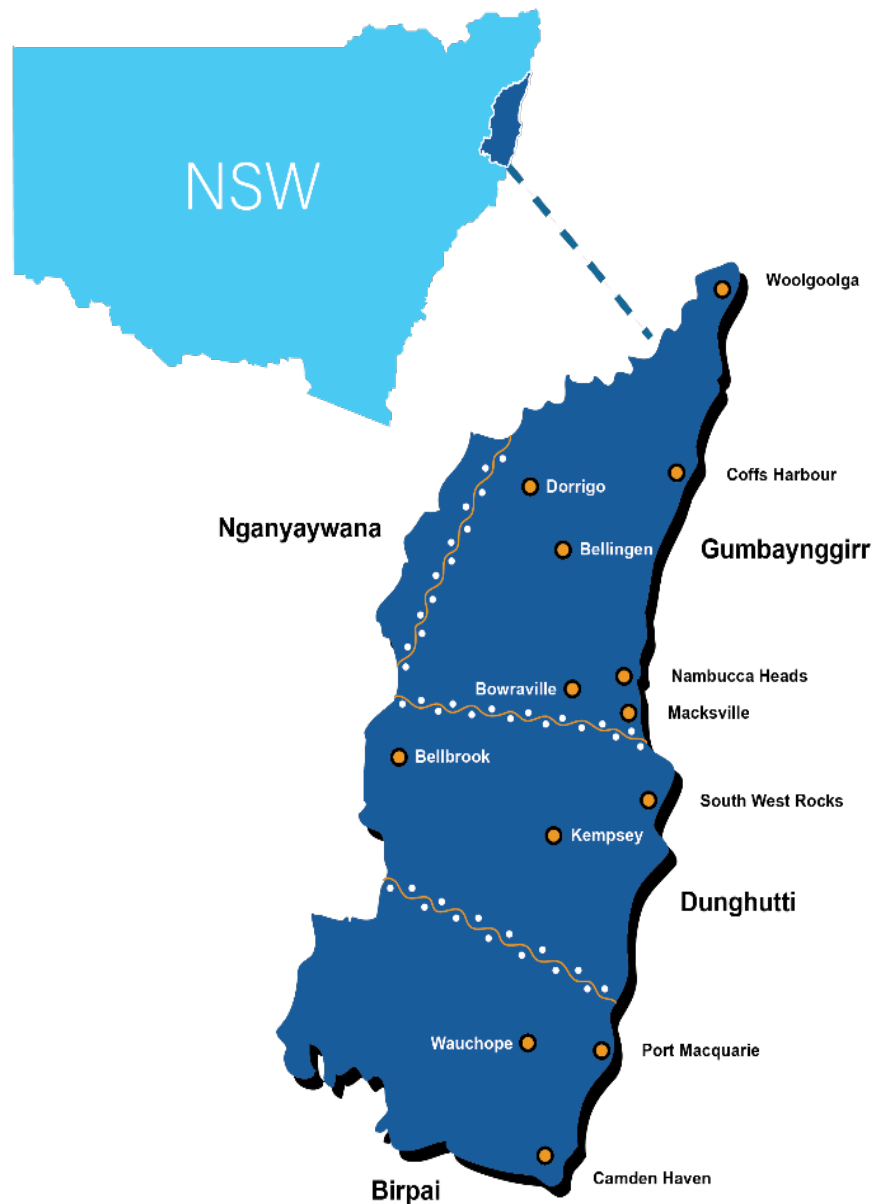 NSW
Woolgoolga
Coffs Harbour
Dorrigo
Nganyaywana
Bellingen
Gumbaynggirr
Nambucca Heads
Bowraville
Macksville
Bellbrook
South West Rocks
Kempsey
Dunghutti
Wauchope
Port Macquarie
Camden Haven
Birpai